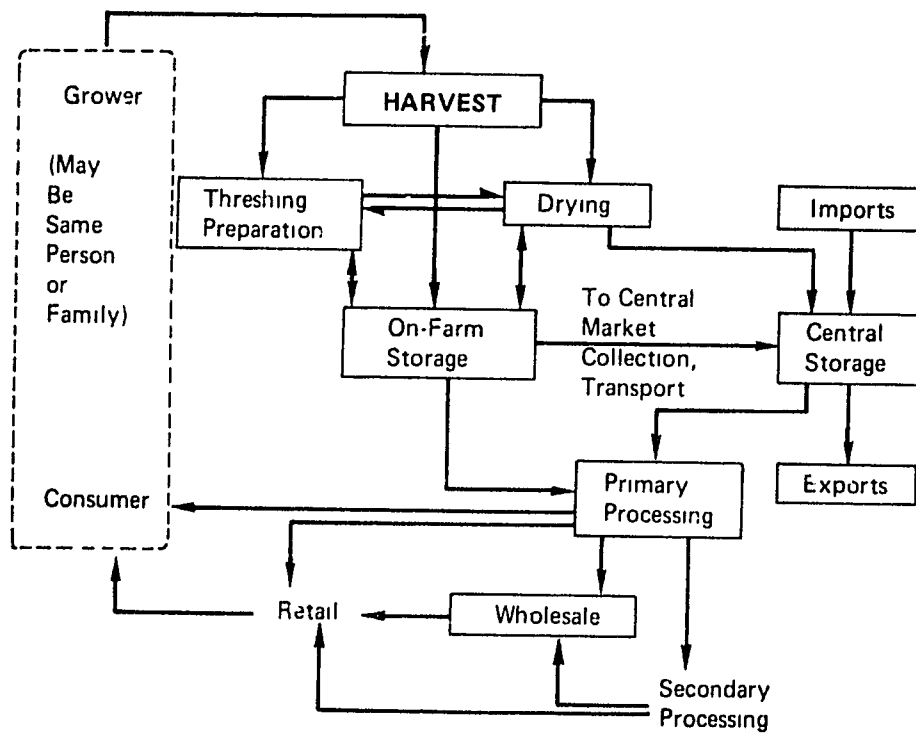 Grower
HARVEST
(May
Be
Same
Person
or
Family)
Threshing
Preparation
Drying
Imports
On-Farm
Storage
To Central
Market
Collection,
Transport
Central
Storage
Consumer
Primary
Processing
Exports
Retail
Wholesale
Secondary
Processing